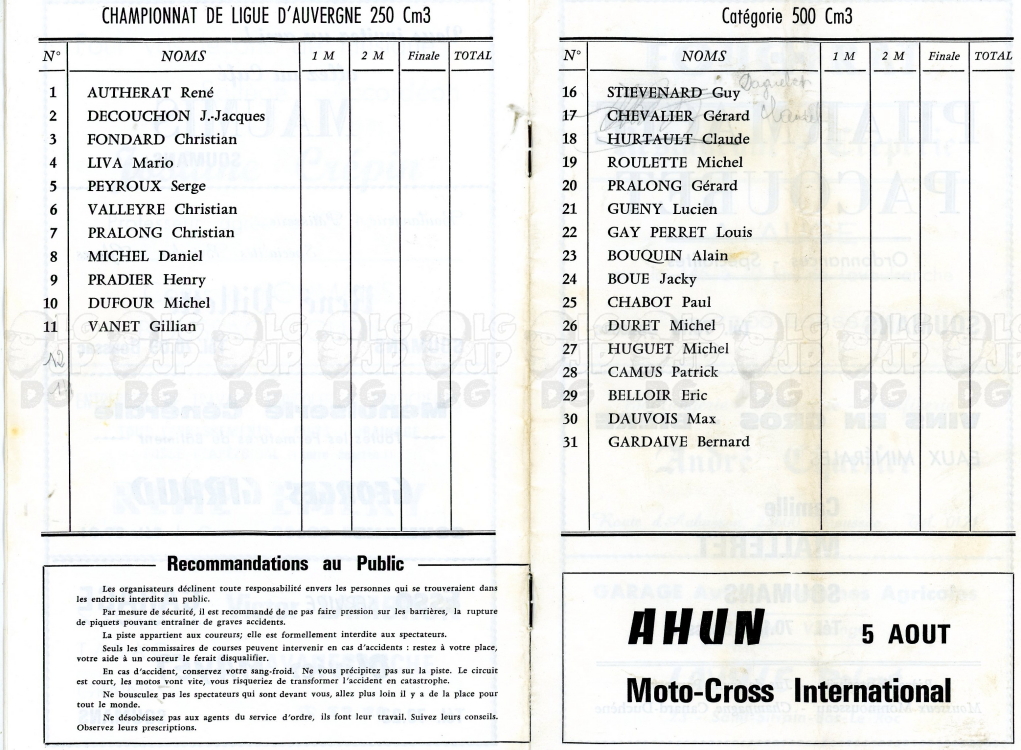 CHAMPIONNAT DE LIGUE D'AUVERGNE 250 Cm3
N° NOMS 1 M 2 M Finale TOTAL
1 AUTHERAT René
2 DECOUCHON J.-Jacques
3 FONDARD Christian
4 LIVA Mario
5 PEYROUX Serge
6 VALLEYRE Christian
7 PRALONG Christian
8 MICHEL Daniel
9 PRADIER Henry
10 DUFOUR Michel
11 VANET Gillian
12
Recommandations au Public
Les organisateurs déclinent toute responsabilité envers les personnes qui se trouveraient dans
les endroits interdits au public.
Par mesure de sécurité, il est recommandé de ne pas faire pression sur les barrières, la rupture
de piquets pouvant entraîner de graves accidents.
La piste appartient aux coureurs; elle est formellement interdite aux spectateurs.
Seuls les commissaires de courses peuvent intervenir en cas d'accidents : restez à votre place,
votre aide à un coureur le ferait disqualifier.
En cas d'accident, conservez votre sang-froid. Ne vous précipitez pas sur la piste. Le circuit
est court, les motos vont vite, vous risqueriez de transformer l'accident en catastrophe.
Ne bousculez pas les spectateurs qui sont devant vous, allez plus loin il y a de la place pour
tout le monde.
Ne désobéissez pas aux agents du service d'ordre, ils font leur travail. Suivez leurs conseils.
Observez leurs prescriptions.
Catégorie 500 Cm3
N° NOMS 1 M 2 M Finale TOTAL
16 STIEVENARD Guy
17 CHEVALIER Gérard
18 HURTAULT Claude
19 ROULETTE Michel
20 PRALONG Gérard
21 GUENY Lucien
22 GAY PERRET Louis
23 BOUQUIN Alain
24 BOUE Jacky
25 CHABOT Paul
26 DURET Michel
27 HUGUET Michel
28 CAMUS Patrick
29 BELLOIR Eric
30 DAUVOIS Max
31 GARDAIVE Bernard
AHUN 5 AOUT
Moto-Cross International
LG JP DG